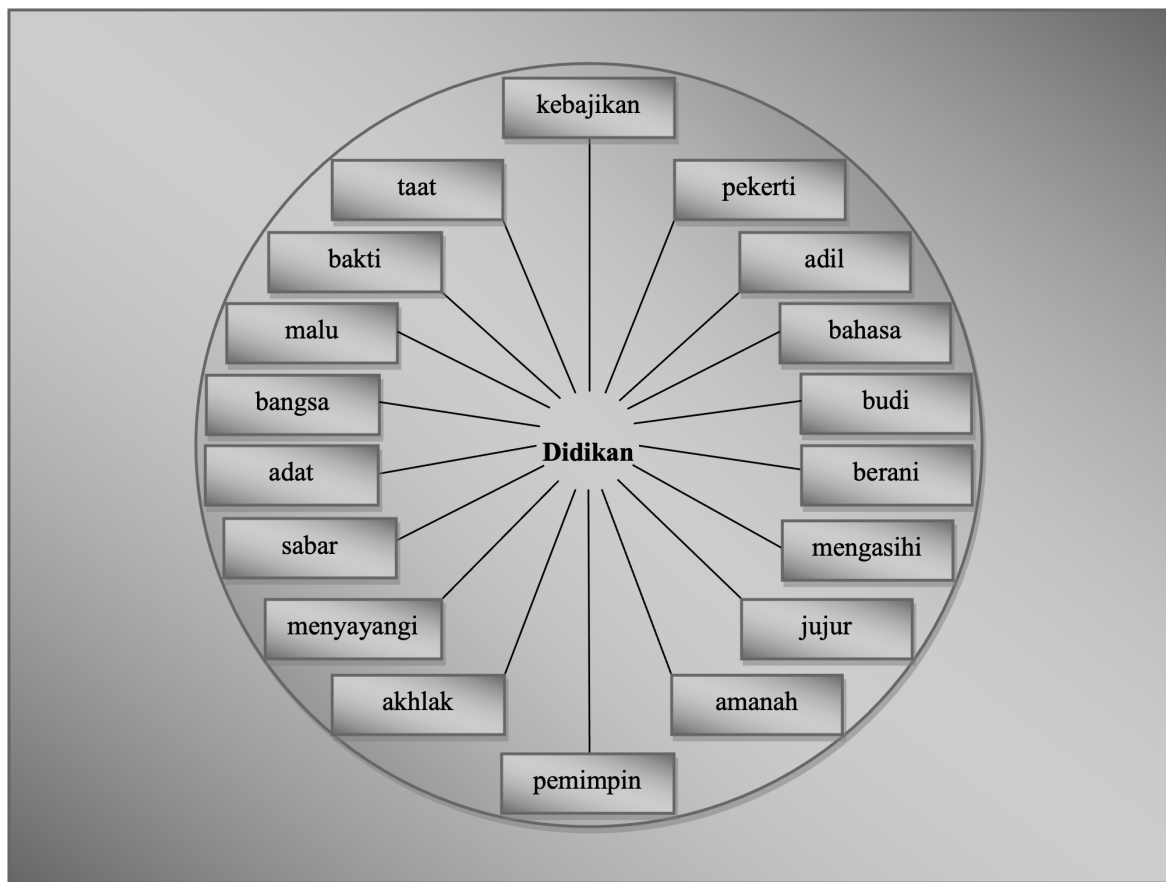 kebajikan
taat
pekerti
bakti
adil
malu
bahasa
bangsa
budi
Didikan
adat
berani
sabar
mengasihi
menyayangi
jujur
akhlak
amanah
pemimpin